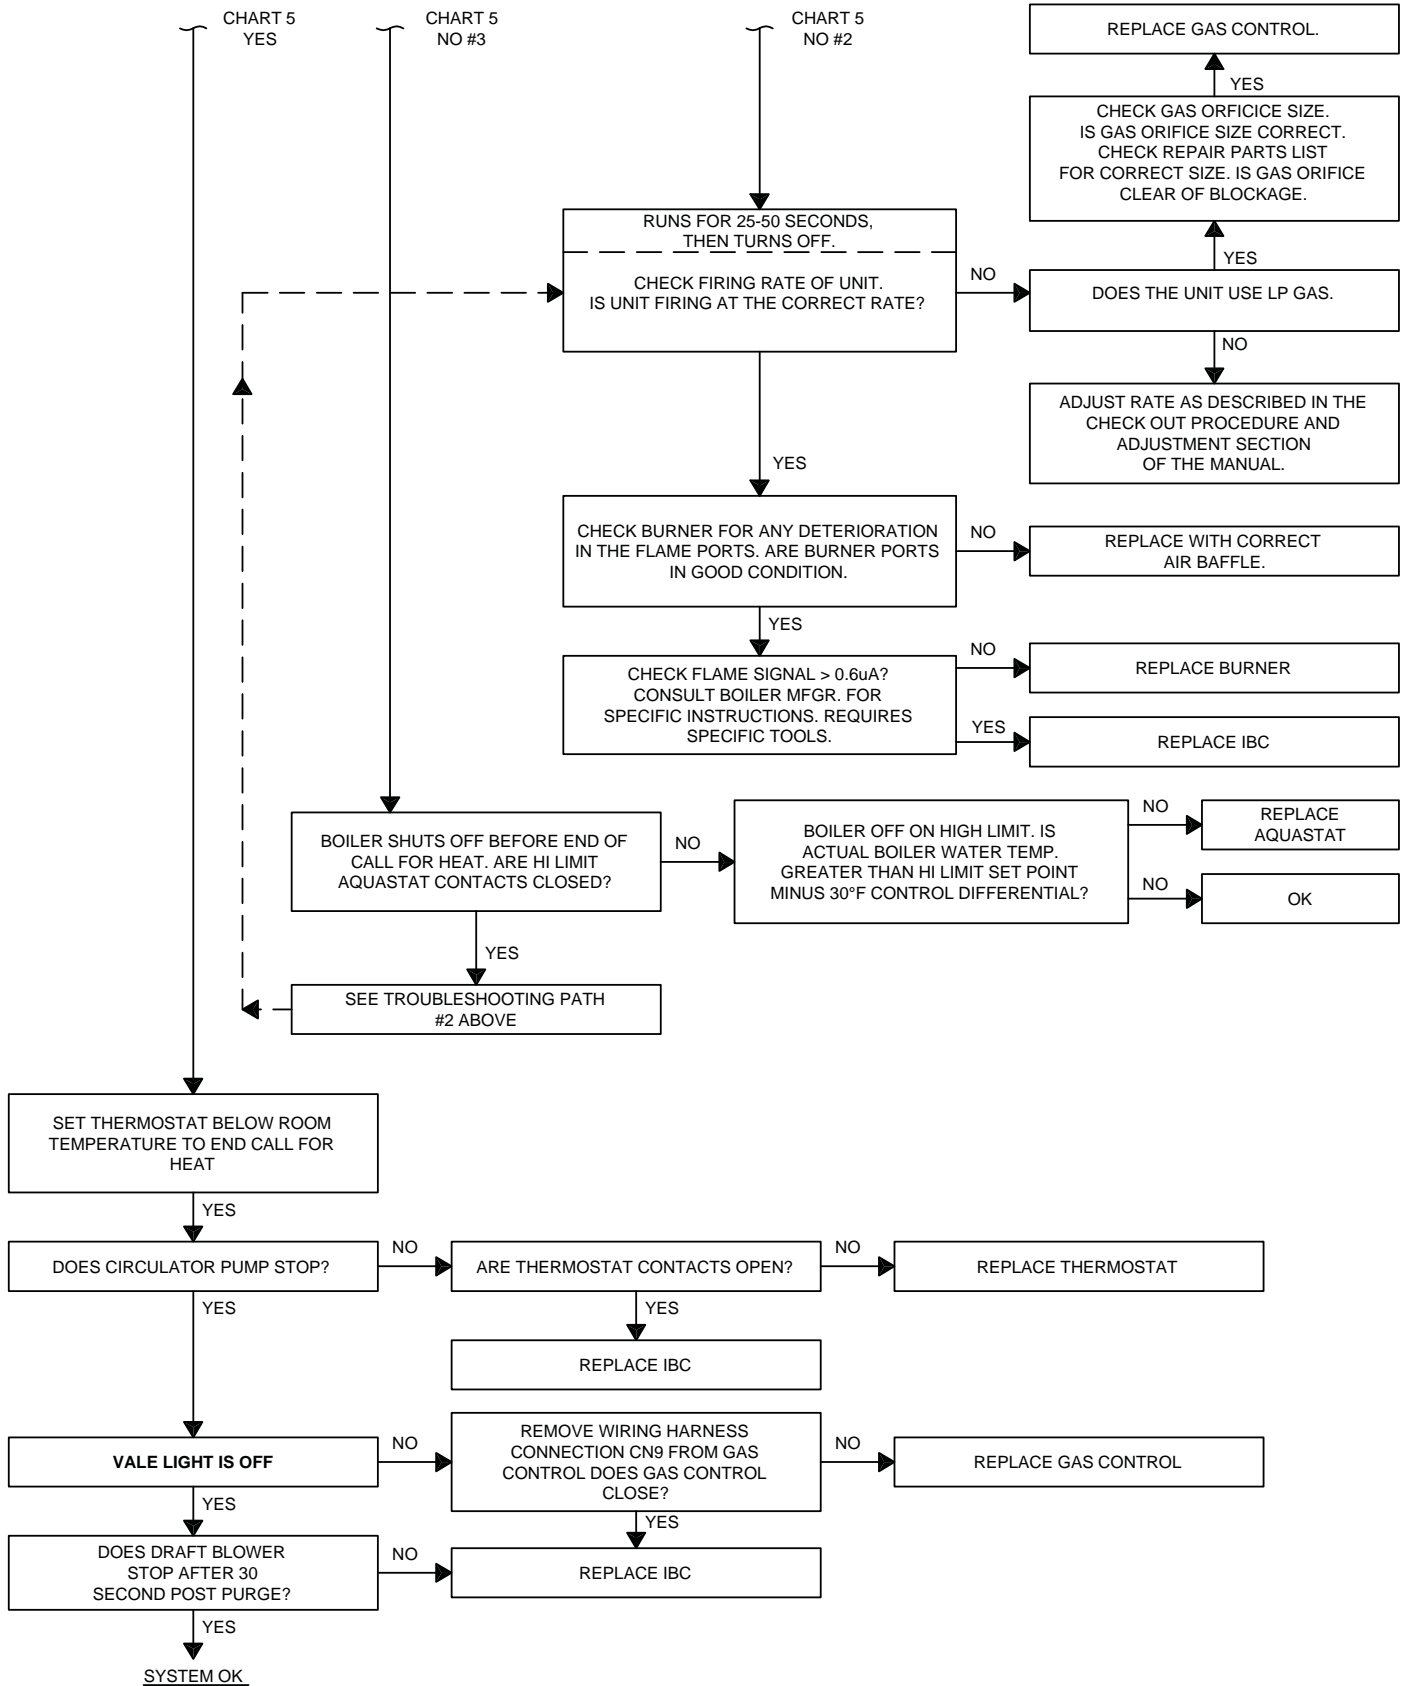 CHART 5
YES
CHART 5
NO #3
CHART 5
NO #2
REPLACE GAS CONTROL.
YES
CHECK GAS ORFICICE SIZE.
IS GAS ORIFICE SIZE CORRECT.
CHECK REPAIR PARTS LIST
FOR CORRECT SIZE. IS GAS ORIFICE
CLEAR OF BLOCKAGE.
YES
RUNS FOR 25-50 SECONDS,
THEN TURNS OFF.
CHECK FIRING RATE OF UNIT.
IS UNIT FIRING AT THE CORRECT RATE?
NO
DOES THE UNIT USE LP GAS.
NO
ADJUST RATE AS DESCRIBED IN THE
CHECK OUT PROCEDURE AND
ADJUSTMENT SECTION
OF THE MANUAL.
YES
CHECK BURNER FOR ANY DETERIORATION
IN THE FLAME PORTS. ARE BURNER PORTS
IN GOOD CONDITION.
NO
REPLACE WITH CORRECT
AIR BAFFLE.
YES
CHECK FLAME SIGNAL > 0.6uA?
CONSULT BOILER MFGR. FOR
SPECIFIC INSTRUCTIONS. REQUIRES
SPECIFIC TOOLS.
NO
REPLACE BURNER
YES
REPLACE IBC
BOILER SHUTS OFF BEFORE END OF
CALL FOR HEAT. ARE HI LIMIT
AQUASTAT CONTACTS CLOSED?
NO
BOILER OFF ON HIGH LIMIT. IS
ACTUAL BOILER WATER TEMP.
GREATER THAN HI LIMIT SET POINT
MINUS 30°F CONTROL DIFFERENTIAL?
NO
REPLACE
AQUASTAT
NO
OK
YES
SEE TROUBLESHOOTING PATH
#2 ABOVE
SET THERMOSTAT BELOW ROOM
TEMPERATURE TO END CALL FOR
HEAT
YES
DOES CIRCULATOR PUMP STOP?
NO
ARE THERMOSTAT CONTACTS OPEN?
NO
REPLACE THERMOSTAT
YES
YES
REPLACE IBC
VALE LIGHT IS OFF
NO
REMOVE WIRING HARNESS
CONNECTION CN9 FROM GAS
CONTROL DOES GAS CONTROL
CLOSE?
NO
REPLACE GAS CONTROL
YES
YES
DOES DRAFT BLOWER
STOP AFTER 30
SECOND POST PURGE?
NO
REPLACE IBC
YES
SYSTEM OK